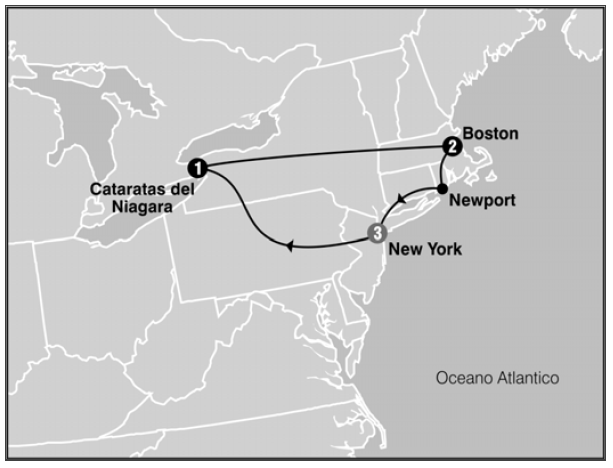 Boston
2
1
Cataratas del
Niagara
Newport
3
New York
Oceano Atlantico